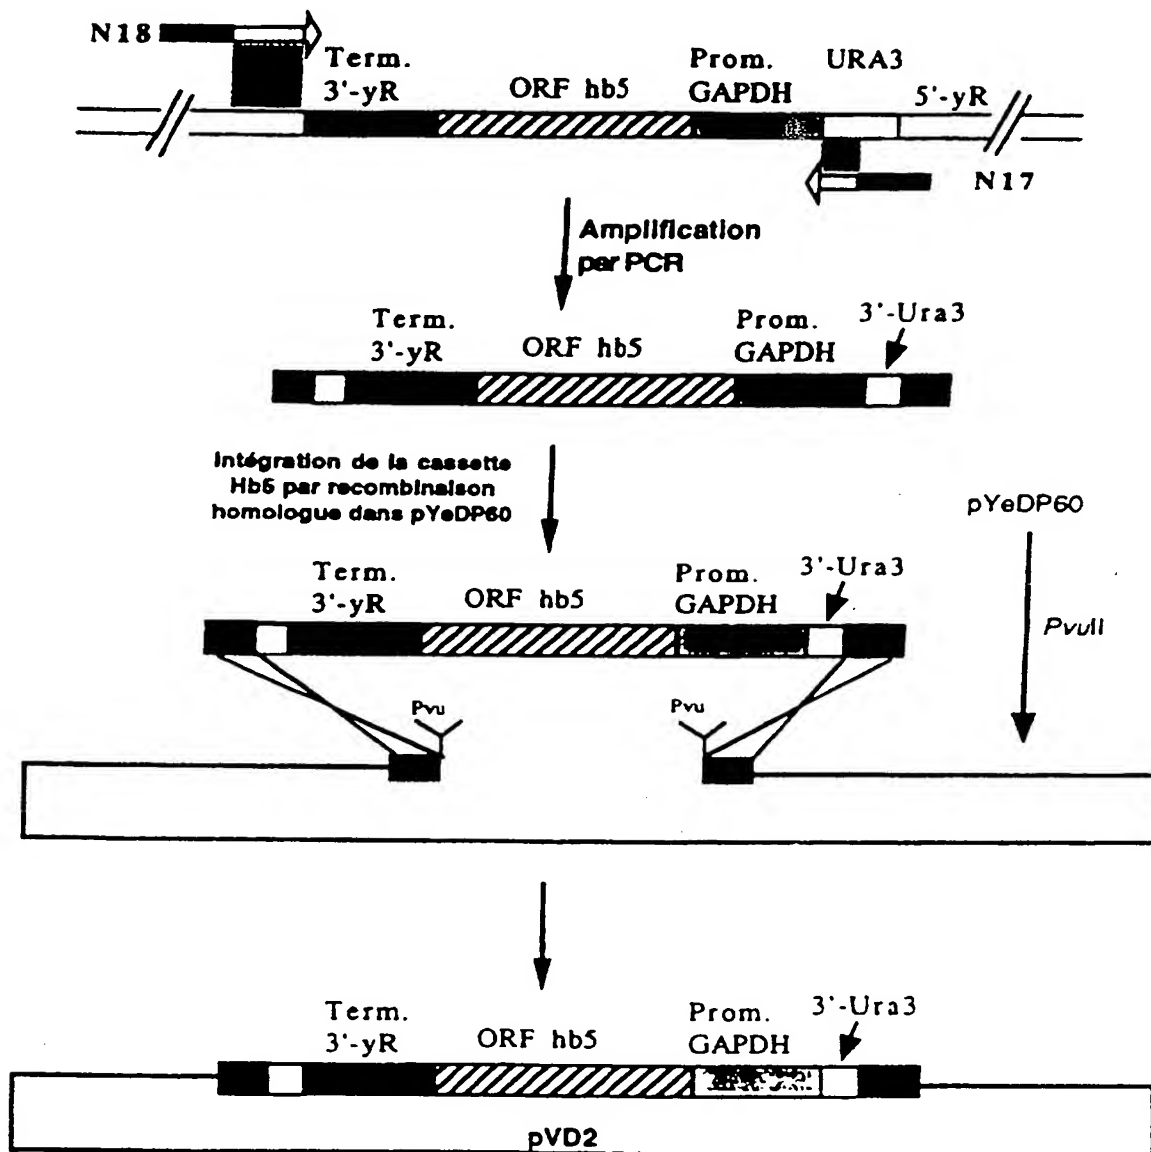 N18
Term.
3'-yR
ORF hb5
Prom.
GAPDH
URA3
5'-yR
N17
Amplification
par PCR
Term.
3'-yR
ORF hb5
Prom.
GAPDH
3'-Ura3
Intégration de la cassette
Hb5 par recombinaison
homologue dans pYeDP60
pYeDP60
PvuII
Term.
3'-yR
ORF hb5
Prom.
GAPDH
3'-Ura3
Pvu
Pvu
Term.
3'-yR
ORF hb5
Prom.
GAPDH
3'-Ura3
pVD2